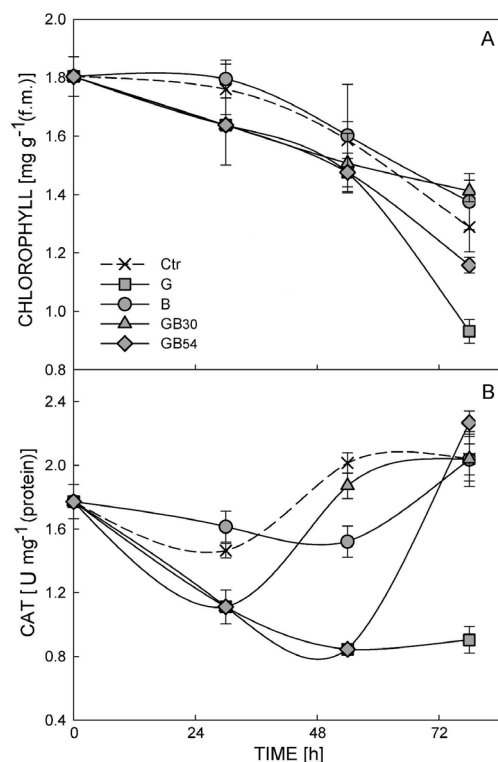 A
CHLOROPHYLL [mg g⁻¹(f.m.)]
2.0
1.8
1.6
1.4
1.2
1.0
0.8
Ctr
G
B
GB30
GB54
B
CAT [ U mg⁻¹ (protein)]
2.4
2.0
1.6
1.2
0.8
0.4
0
24
48
72
TIME [h]